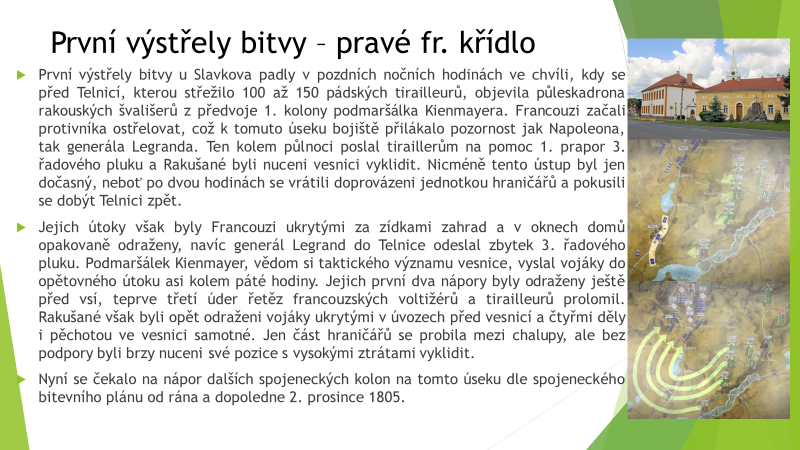 První výstřely bitvy – pravé fr. křídlo
První výstřely bitvy u Slavkova padly v pozdních nočních hodinách ve chvíli, kdy se
před Telnicí, kterou střežilo 100 až 150 pádských tirailleurů, objevila půleskadrona
rakouských švališerů z předvoje 1. kolony podmaršálka Kienmayera. Francouzi začali
protivníka ostřelovat, což k tomuto úseku bojiště přilákalo pozornost jak Napoleona,
tak generála Legranda. Ten kolem půlnoci poslal tiraillerům na pomoc 1. prapor 3.
řadového pluku a Rakušané byli nuceni vesnici vyklidit. Nicméně tento ústup byl jen
dočasný, neboť po dvou hodinách se vrátili doprovázeni jednotkou hraničářů a pokusili
se dobýt Telnici zpět.
Jejich útoky však byly Francouzi ukrytými za zídkami zahrad a v oknech domů
opakovaně odraženy, navíc generál Legrand do Telnice odeslal zbytek 3. řadového
pluku. Podmaršálek Kienmayer, vědom si taktického významu vesnice, vyslal vojáky do
opětovného útoku asi kolem páté hodiny. Jejich první dva nápory byly odraženy ještě
před vsí, teprve třetí úder řetěz francouzských voltižérů a tirailleurů prolomil.
Rakušané však byli opět odraženi vojáky ukrytými v úvozech před vesnicí a čtyřmi děly
i pěchotou ve vesnici samotné. Jen část hraničářů se probila mezi chalupy, ale bez
podpory byli brzy nuceni své pozice s vysokými ztrátami vyklidit.
Nyní se čekalo na nápor dalších spojeneckých kolon na tomto úseku dle spojeneckého
bitevního plánu od rána a dopoledne 2. prosince 1805.